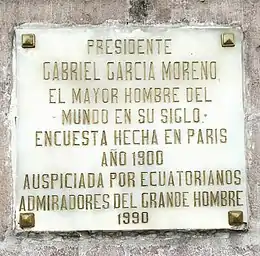 PRESIDENTE
GABRIEL GARCIA MORENO,
EL MAYOR HOMBRE DEL
MUNDO EN SU SIGLO.
ENCUESTA HECHA EN PARIS
AÑO 1900
AUSPICIADA POR ECUATORIANOS
ADMIRADORES DEL GRANDE HOMBRE
1990